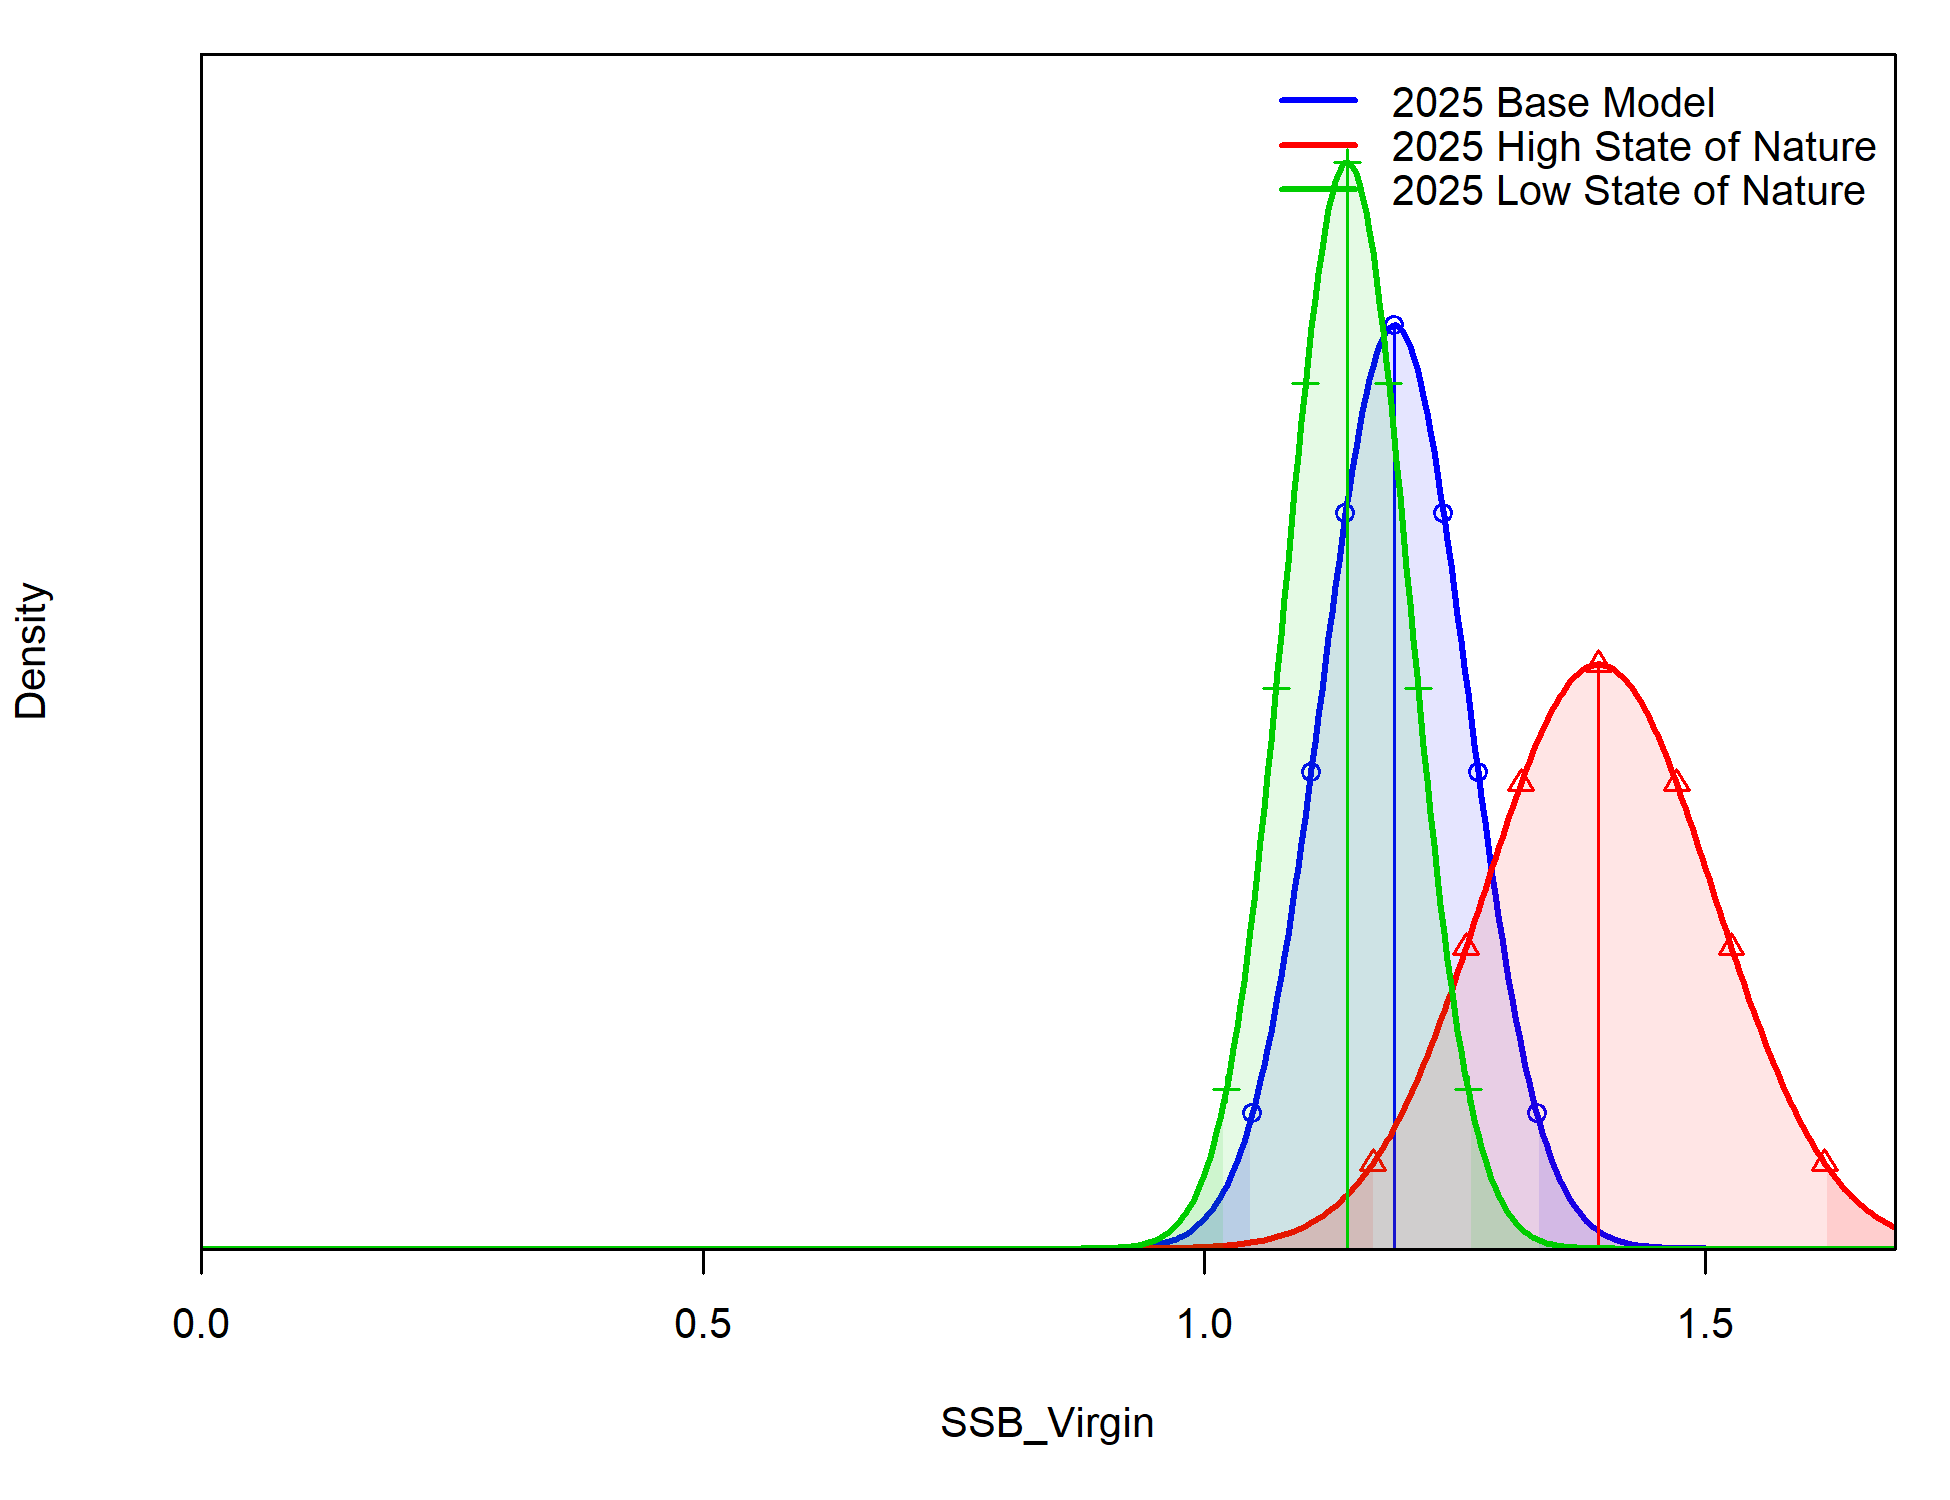 2025 Base Model
2025 High State of Nature
2025 Low State of Nature
Density
0.0 0.5 1.0 1.5
SSB_Virgin